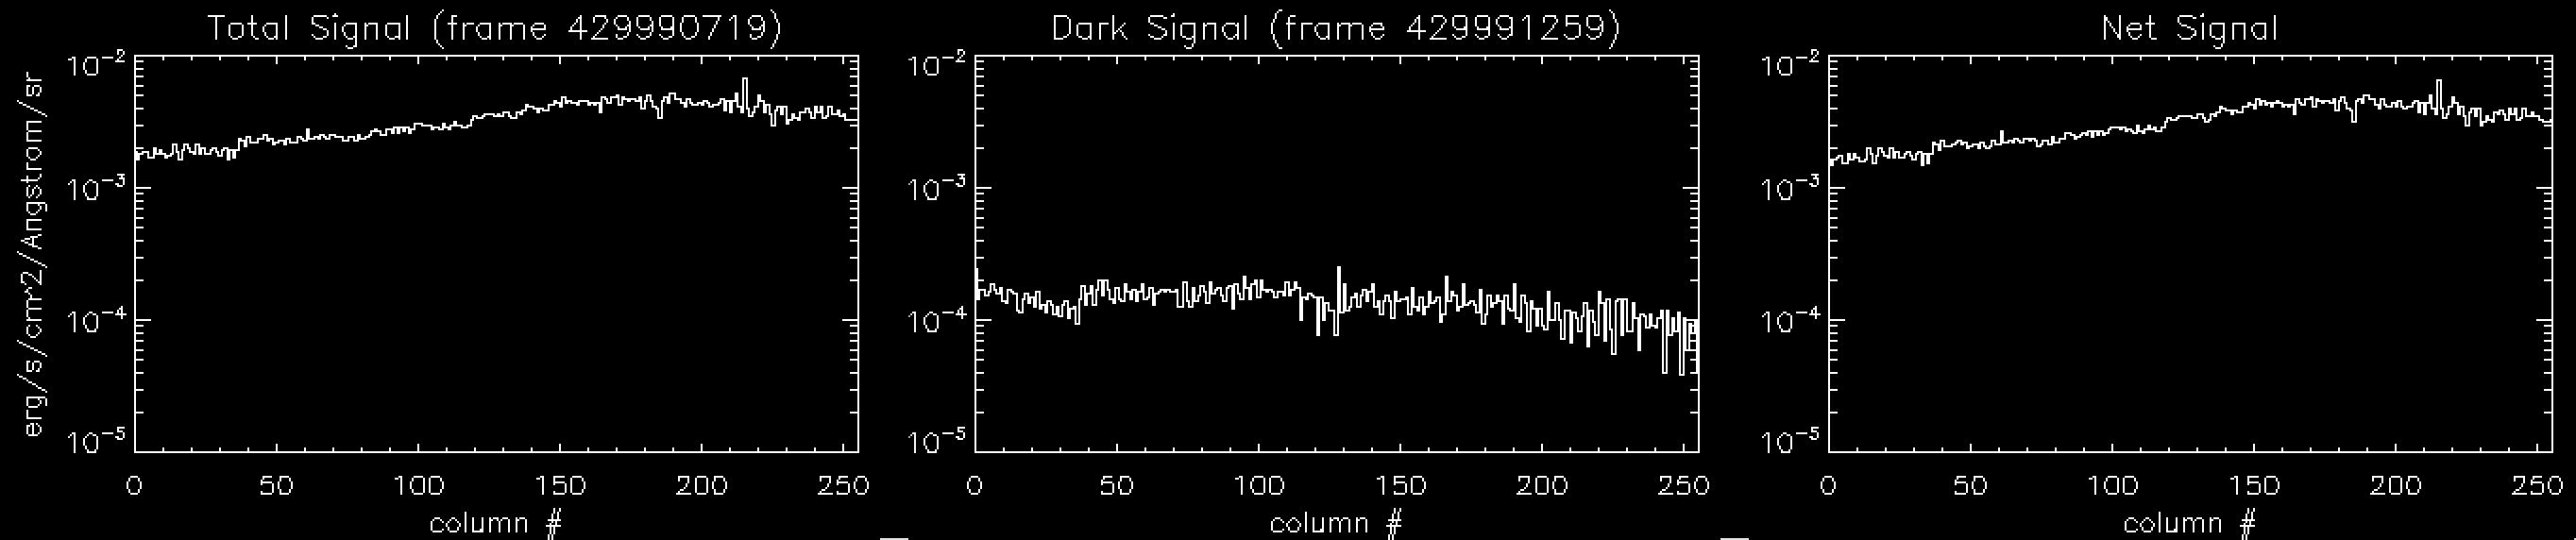 Total Signal (frame 429990719)
erg/s/cm^2/Angstrom/sr
10^-2
10^-3
10^-4
10^-5
0 50 100 150 200 250
column #
Dark Signal (frame 429991259)
10^-2
10^-3
10^-4
10^-5
0 50 100 150 200 250
column #
Net Signal
10^-2
10^-3
10^-4
10^-5
0 50 100 150 200 250
column #